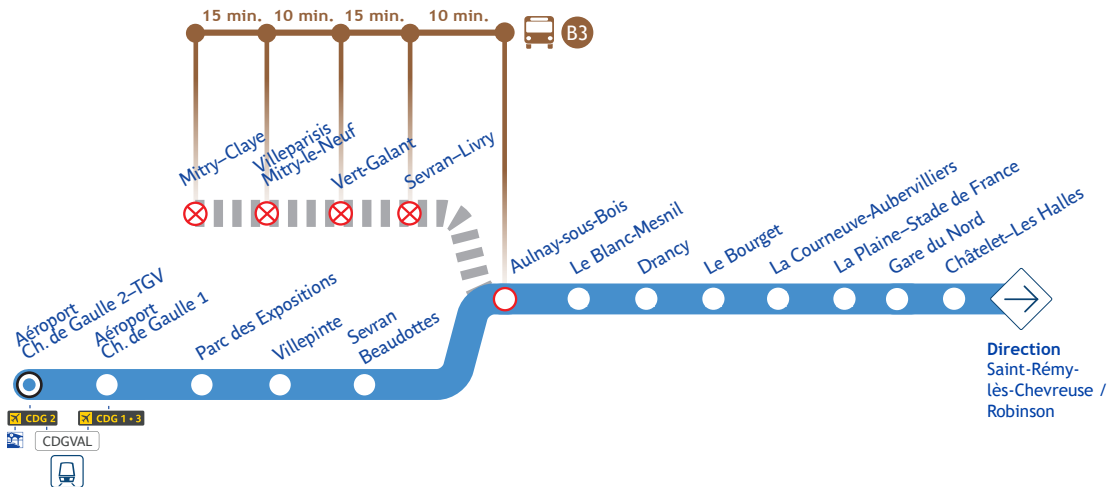 15 min.
10 min.
15 min.
10 min.
B3
Mitry–Claye
Villeparisis
Mitry-le-Neuf
Vert-Galant
Sevran–Livry
Aulnay-sous-Bois
Le Blanc-Mesnil
Drancy
Le Bourget
La Courneuve-Aubervilliers
La Plaine–Stade de France
Gare du Nord
Châtelet–Les Halles
Aéroport
Ch. de Gaulle 2–TGV
Aéroport
Ch. de Gaulle 1
Parc des Expositions
Villepinte
Sevran
Beaudottes
Direction
Saint-Rémy-
lès-Chevreuse /
Robinson
CDG 2
CDG 1 • 3
CDGVAL